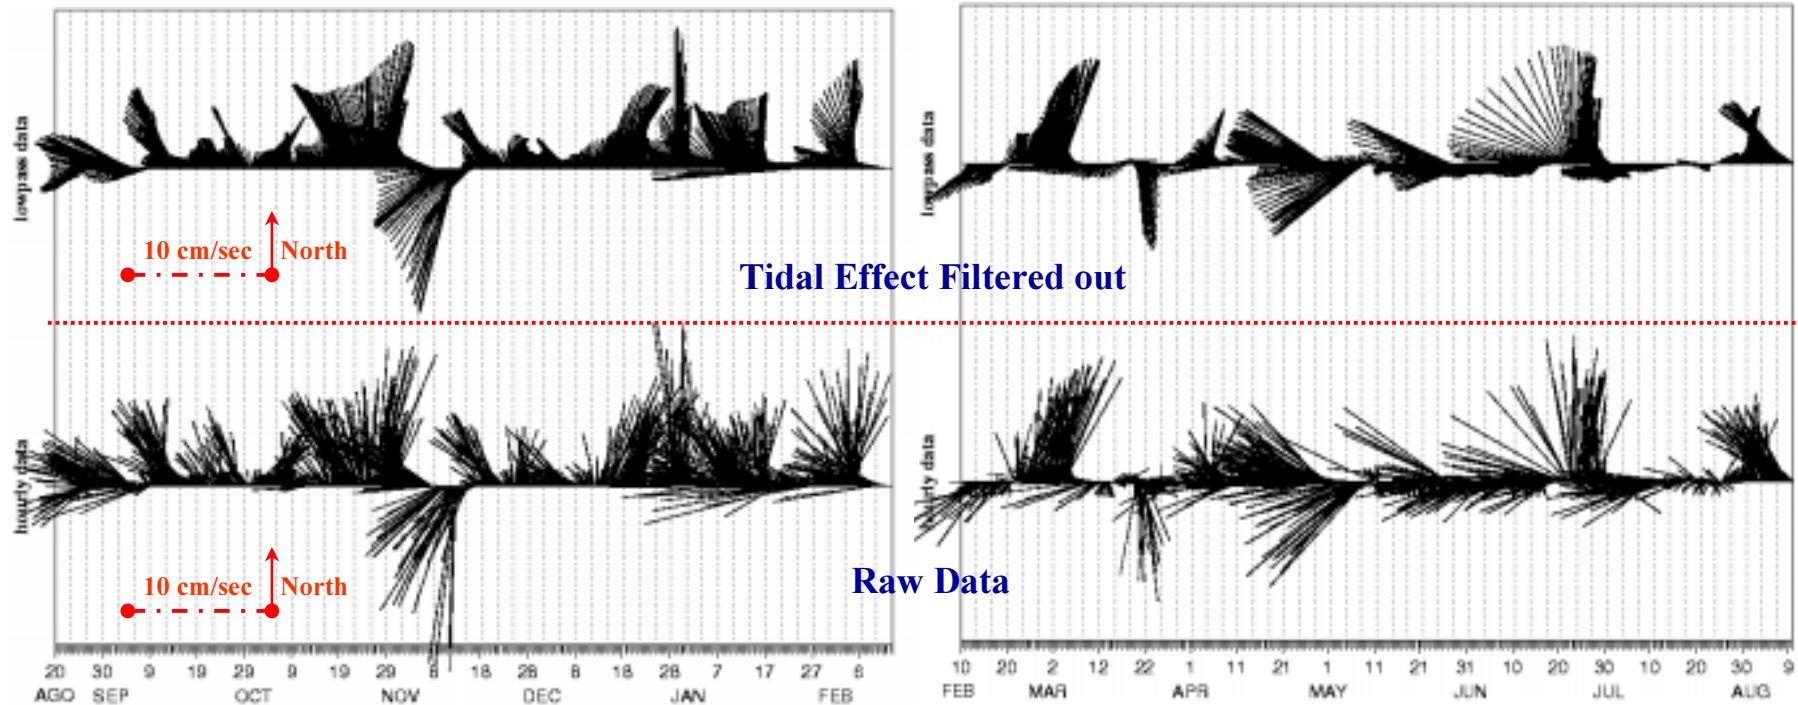 lowpass data
lowpass data
10 cm/sec North
Tidal Effect Filtered out
hourly data
hourly data
10 cm/sec North
Raw Data
20 30 9 19 29 9 19 29 8 18 28 8 18 28 7 17 27 6
AGO SEP OCT NOV DEC JAN FEB
10 20 2 12 22 1 11 21 1 11 21 31 10 20 30 10 20 30 9
FEB MAR APR MAY JUN JUL AUG